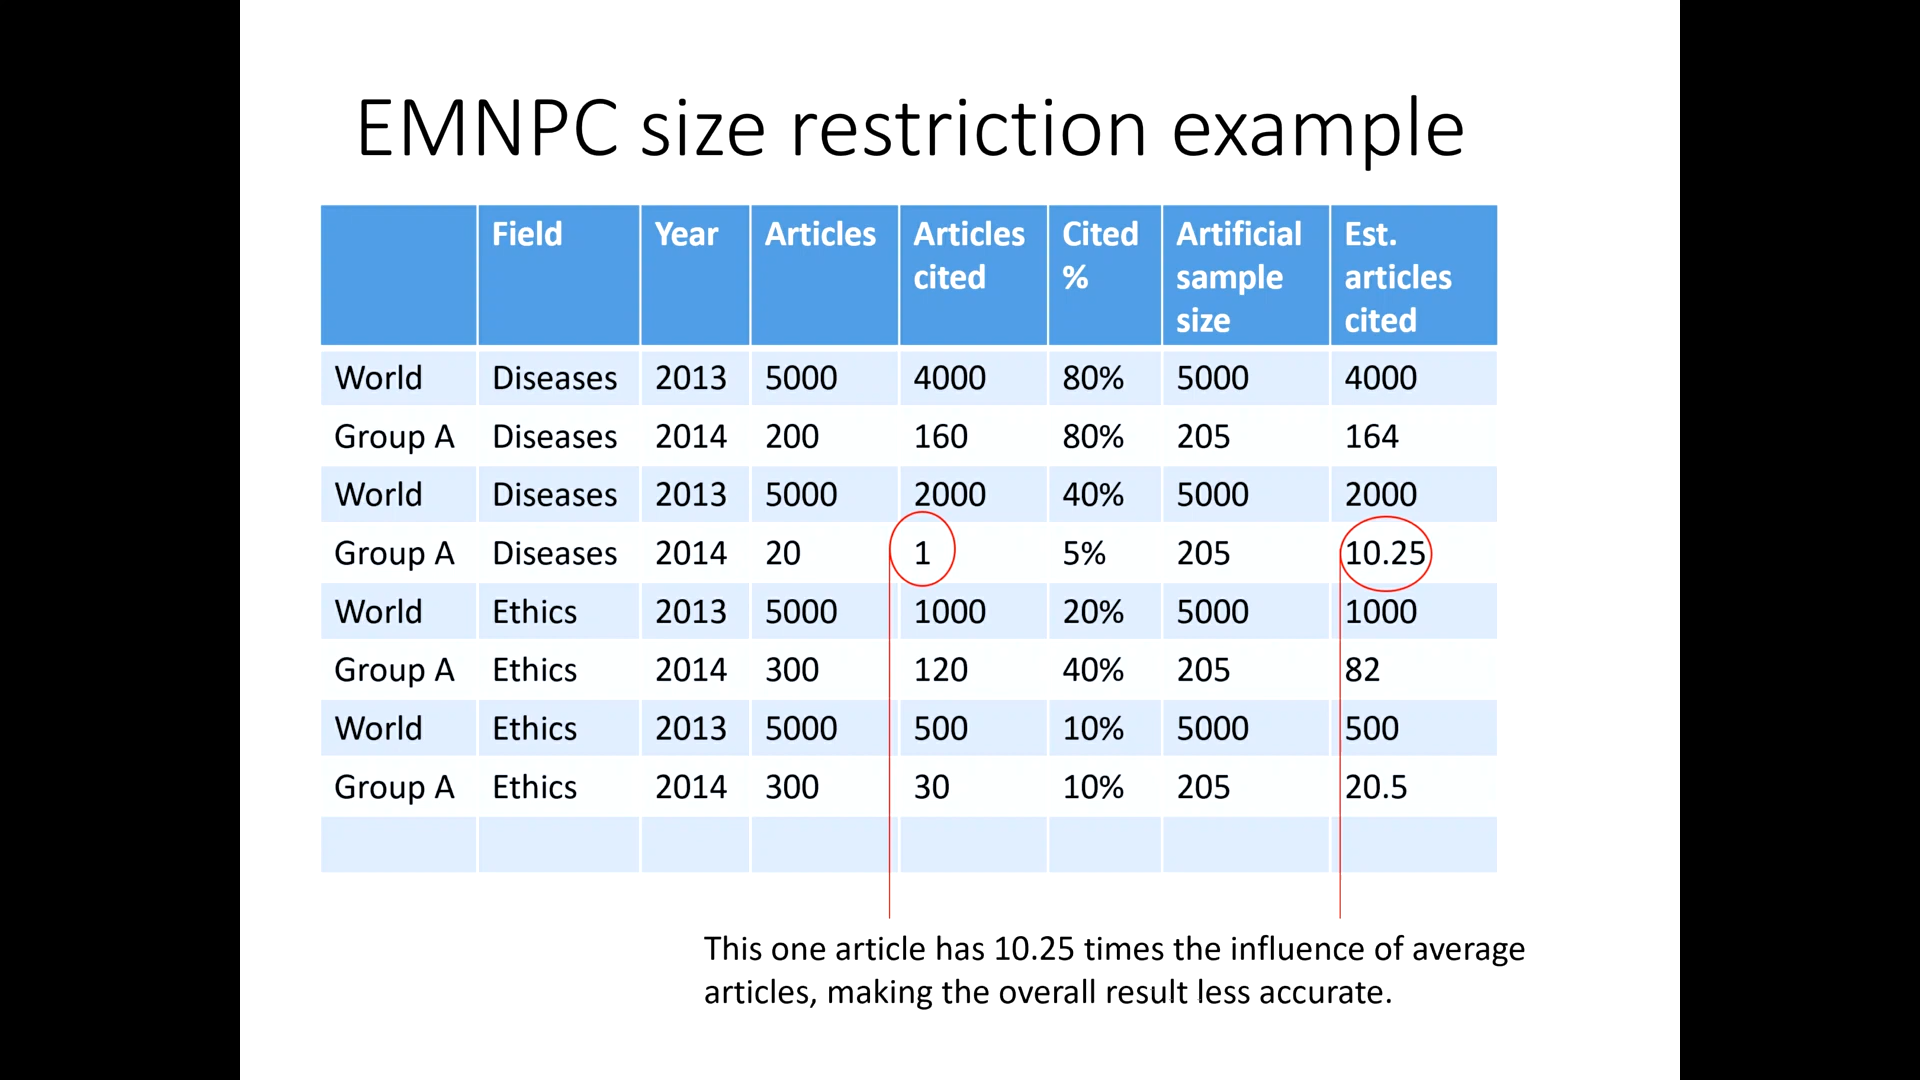 EMNPC size restriction example
Field Year Articles Articles cited Cited % Artificial sample size Est. articles cited
World Diseases 2013 5000 4000 80% 5000 4000
Group A Diseases 2014 200 160 80% 205 164
World Diseases 2013 5000 2000 40% 5000 2000
Group A Diseases 2014 20 1 5% 205 10.25
World Ethics 2013 5000 1000 20% 5000 1000
Group A Ethics 2014 300 120 40% 205 82
World Ethics 2013 5000 500 10% 5000 500
Group A Ethics 2014 300 30 10% 205 20.5
This one article has 10.25 times the influence of average
articles, making the overall result less accurate.